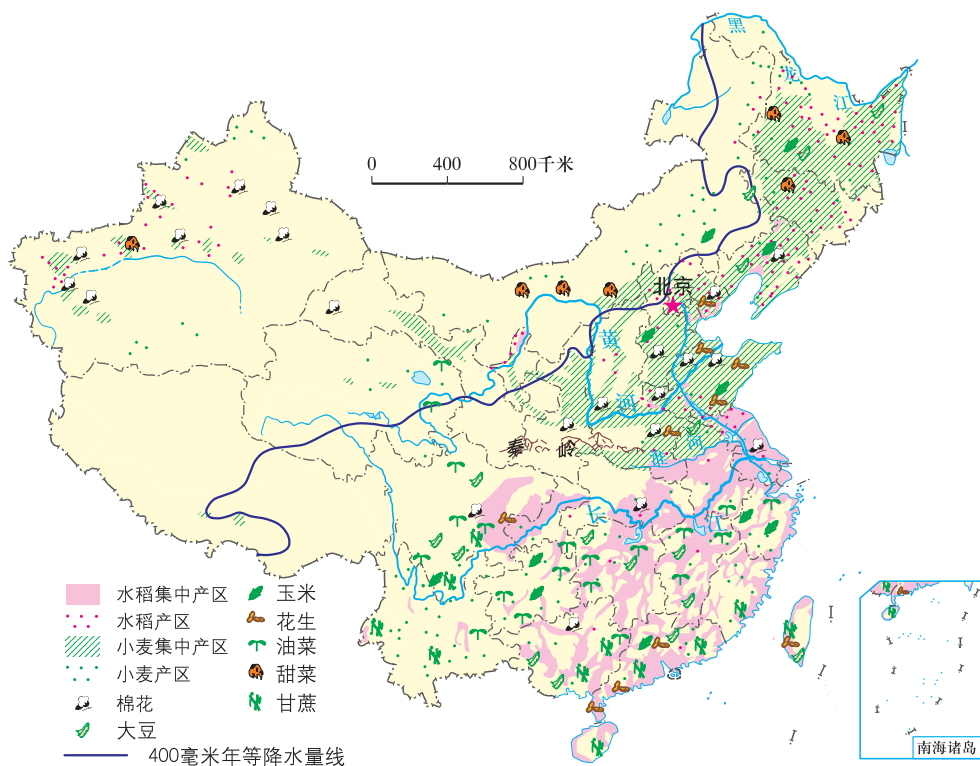 黑
龙
江
0 400 800千米
北京
黄
河
秦
岭
淮
河
长
江
水稻集中产区
水稻产区
小麦集中产区
小麦产区
棉花
大豆
玉米
花生
油菜
甜菜
甘蔗
400毫米年等降水量线
南海诸岛